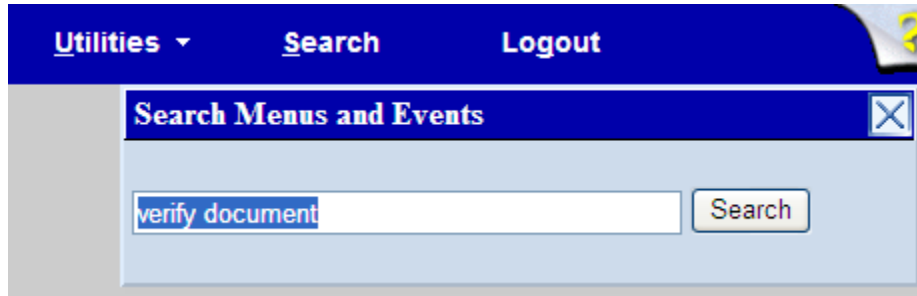 Utilities Search Logout
Search Menus and Events
verify document Search